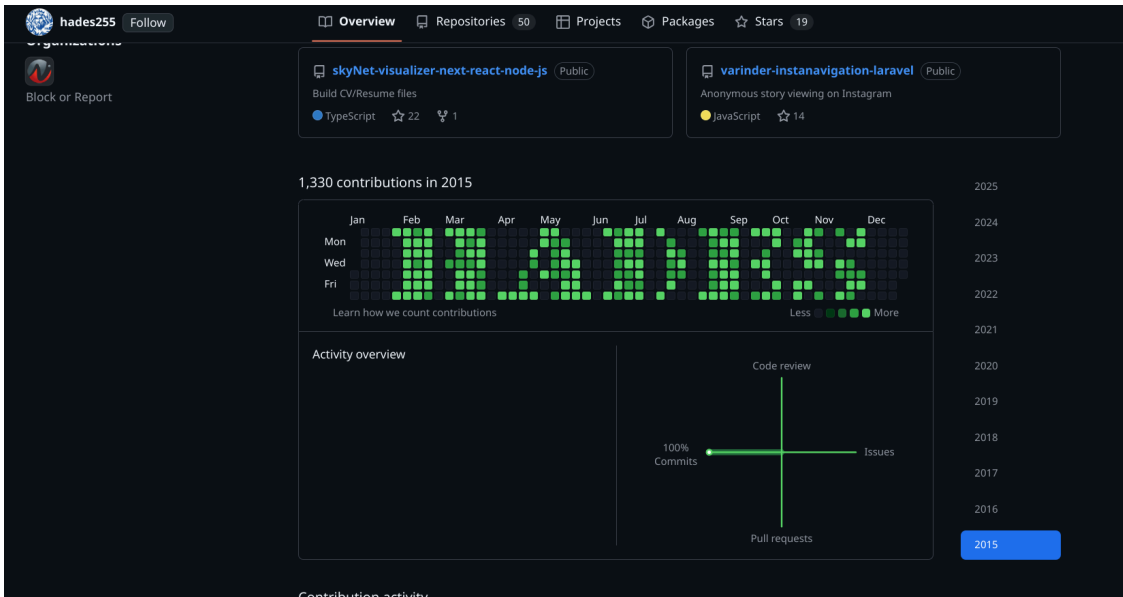 hades255 Follow Overview Repositories 50 Projects Packages Stars 19
Organizations
Block or Report
skyNet-visualizer-next-react-node-js Public
Build CV/Resume files
TypeScript 22 1
varinder-instanavigation-laravel Public
Anonymous story viewing on Instagram
JavaScript 14
1,330 contributions in 2015
Jan Feb Mar Apr May Jun Jul Aug Sep Oct Nov Dec
Mon
Wed
Fri
HADES
Learn how we count contributions Less More
Activity overview
Code review
100%
Commits
Issues
Pull requests
2025
2024
2023
2022
2021
2020
2019
2018
2017
2016
2015
Contribution activity